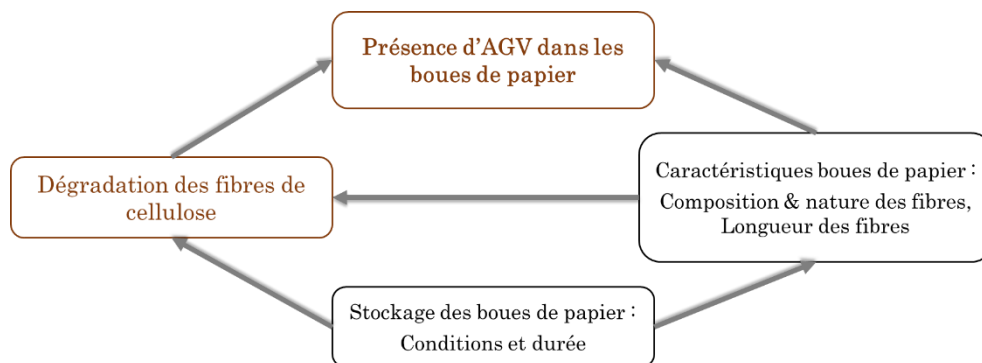 Présence d'AGV dans les
boues de papier
Dégradation des fibres de
cellulose
Caractéristiques boues de papier :
Composition & nature des fibres,
Longueur des fibres
Stockage des boues de papier :
Conditions et durée